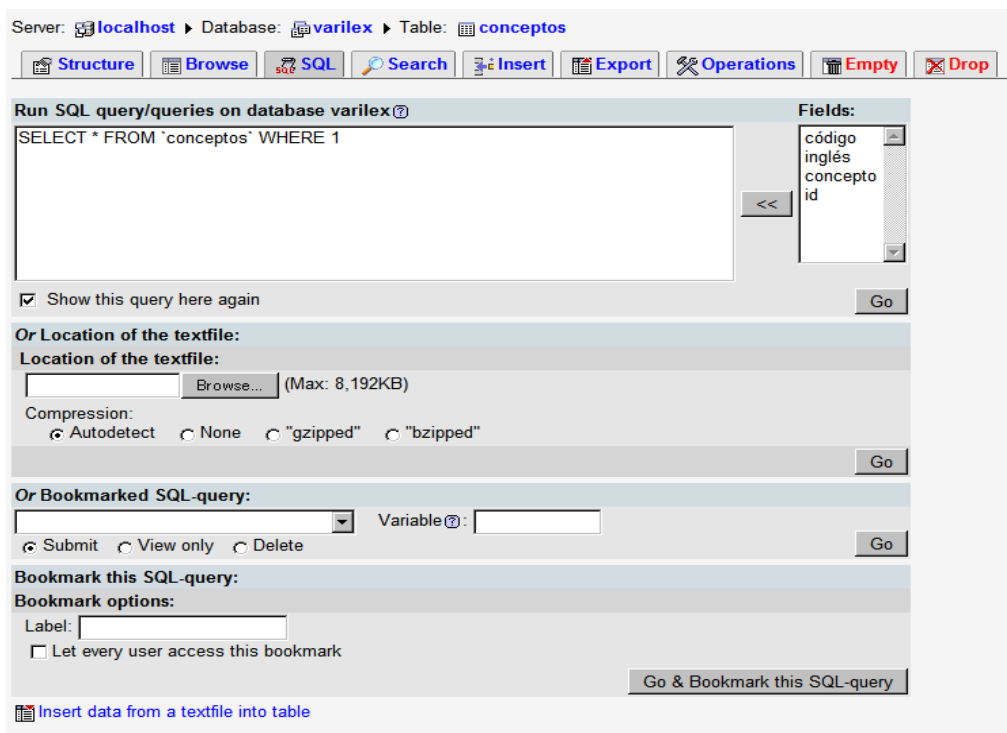 Server: localhost ▶ Database: varilex ▶ Table: conceptos
Structure Browse SQL Search Insert Export Operations Empty Drop
Run SQL query/queries on database varilex
Fields:
SELECT * FROM `conceptos` WHERE 1
código
inglés
concepto
id
<<
Show this query here again
Go
Or Location of the textfile:
Location of the textfile:
Browse... (Max: 8,192KB)
Compression:
Autodetect None "gzipped" "bzipped"
Go
Or Bookmarked SQL-query:
Variable :
Submit View only Delete
Go
Bookmark this SQL-query:
Bookmark options:
Label:
Let every user access this bookmark
Go & Bookmark this SQL-query
Insert data from a textfile into table